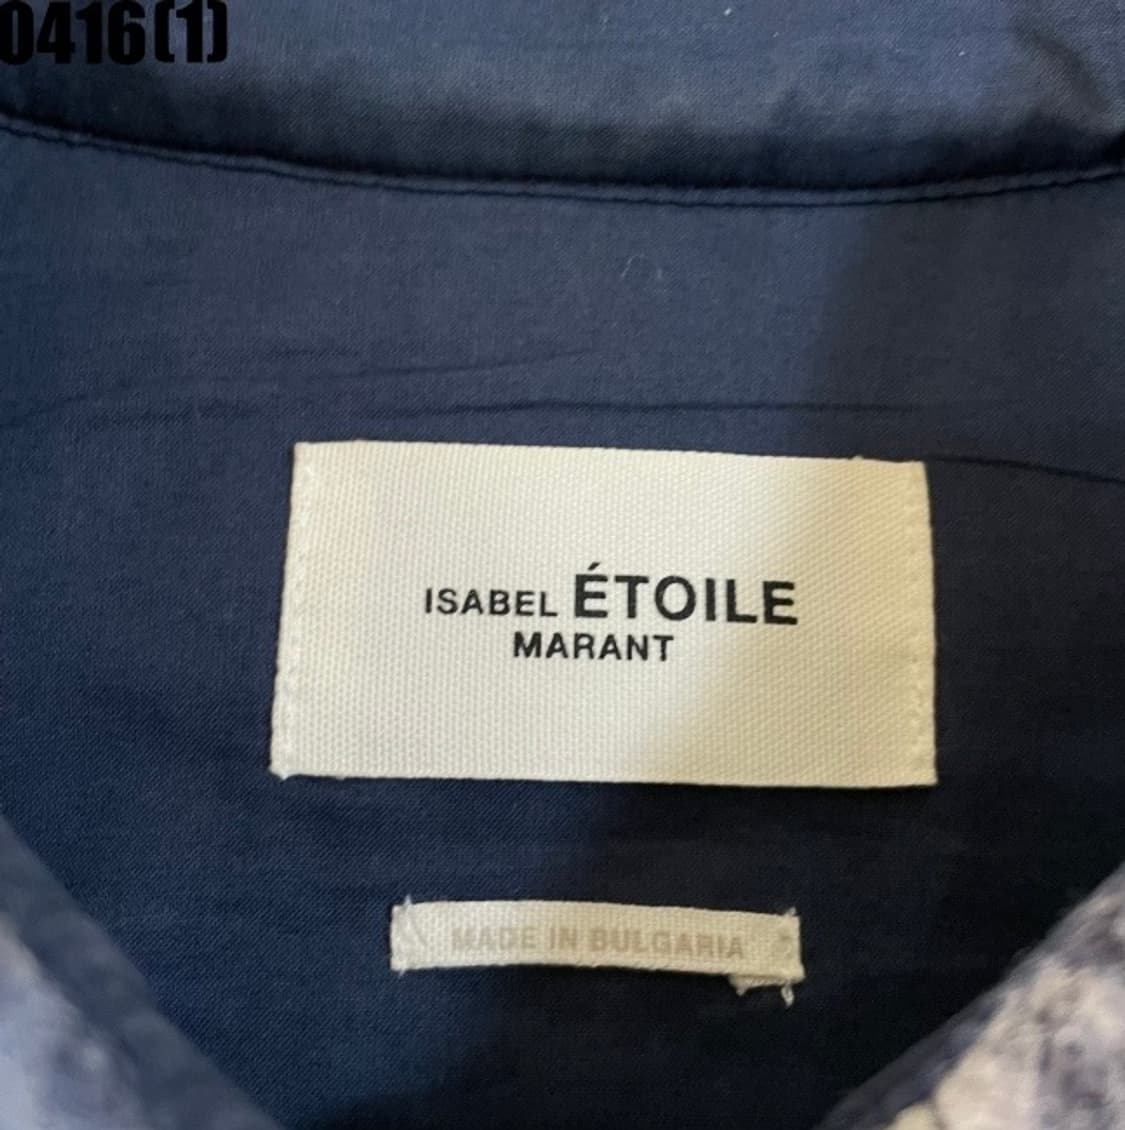 0416(1)
ISABEL ÉTOILE
MARANT
MADE IN BULGARIA